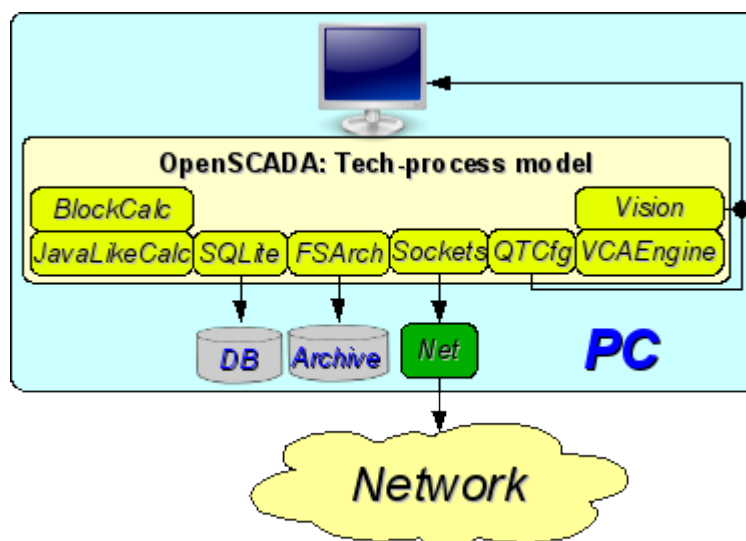 OpenSCADA: Tech-process model
BlockCalc
Vision
JavaLikeCalc
SQLite
FSArch
Sockets
QTCfg
VCAEngine
DB
Archive
Net
PC
Network